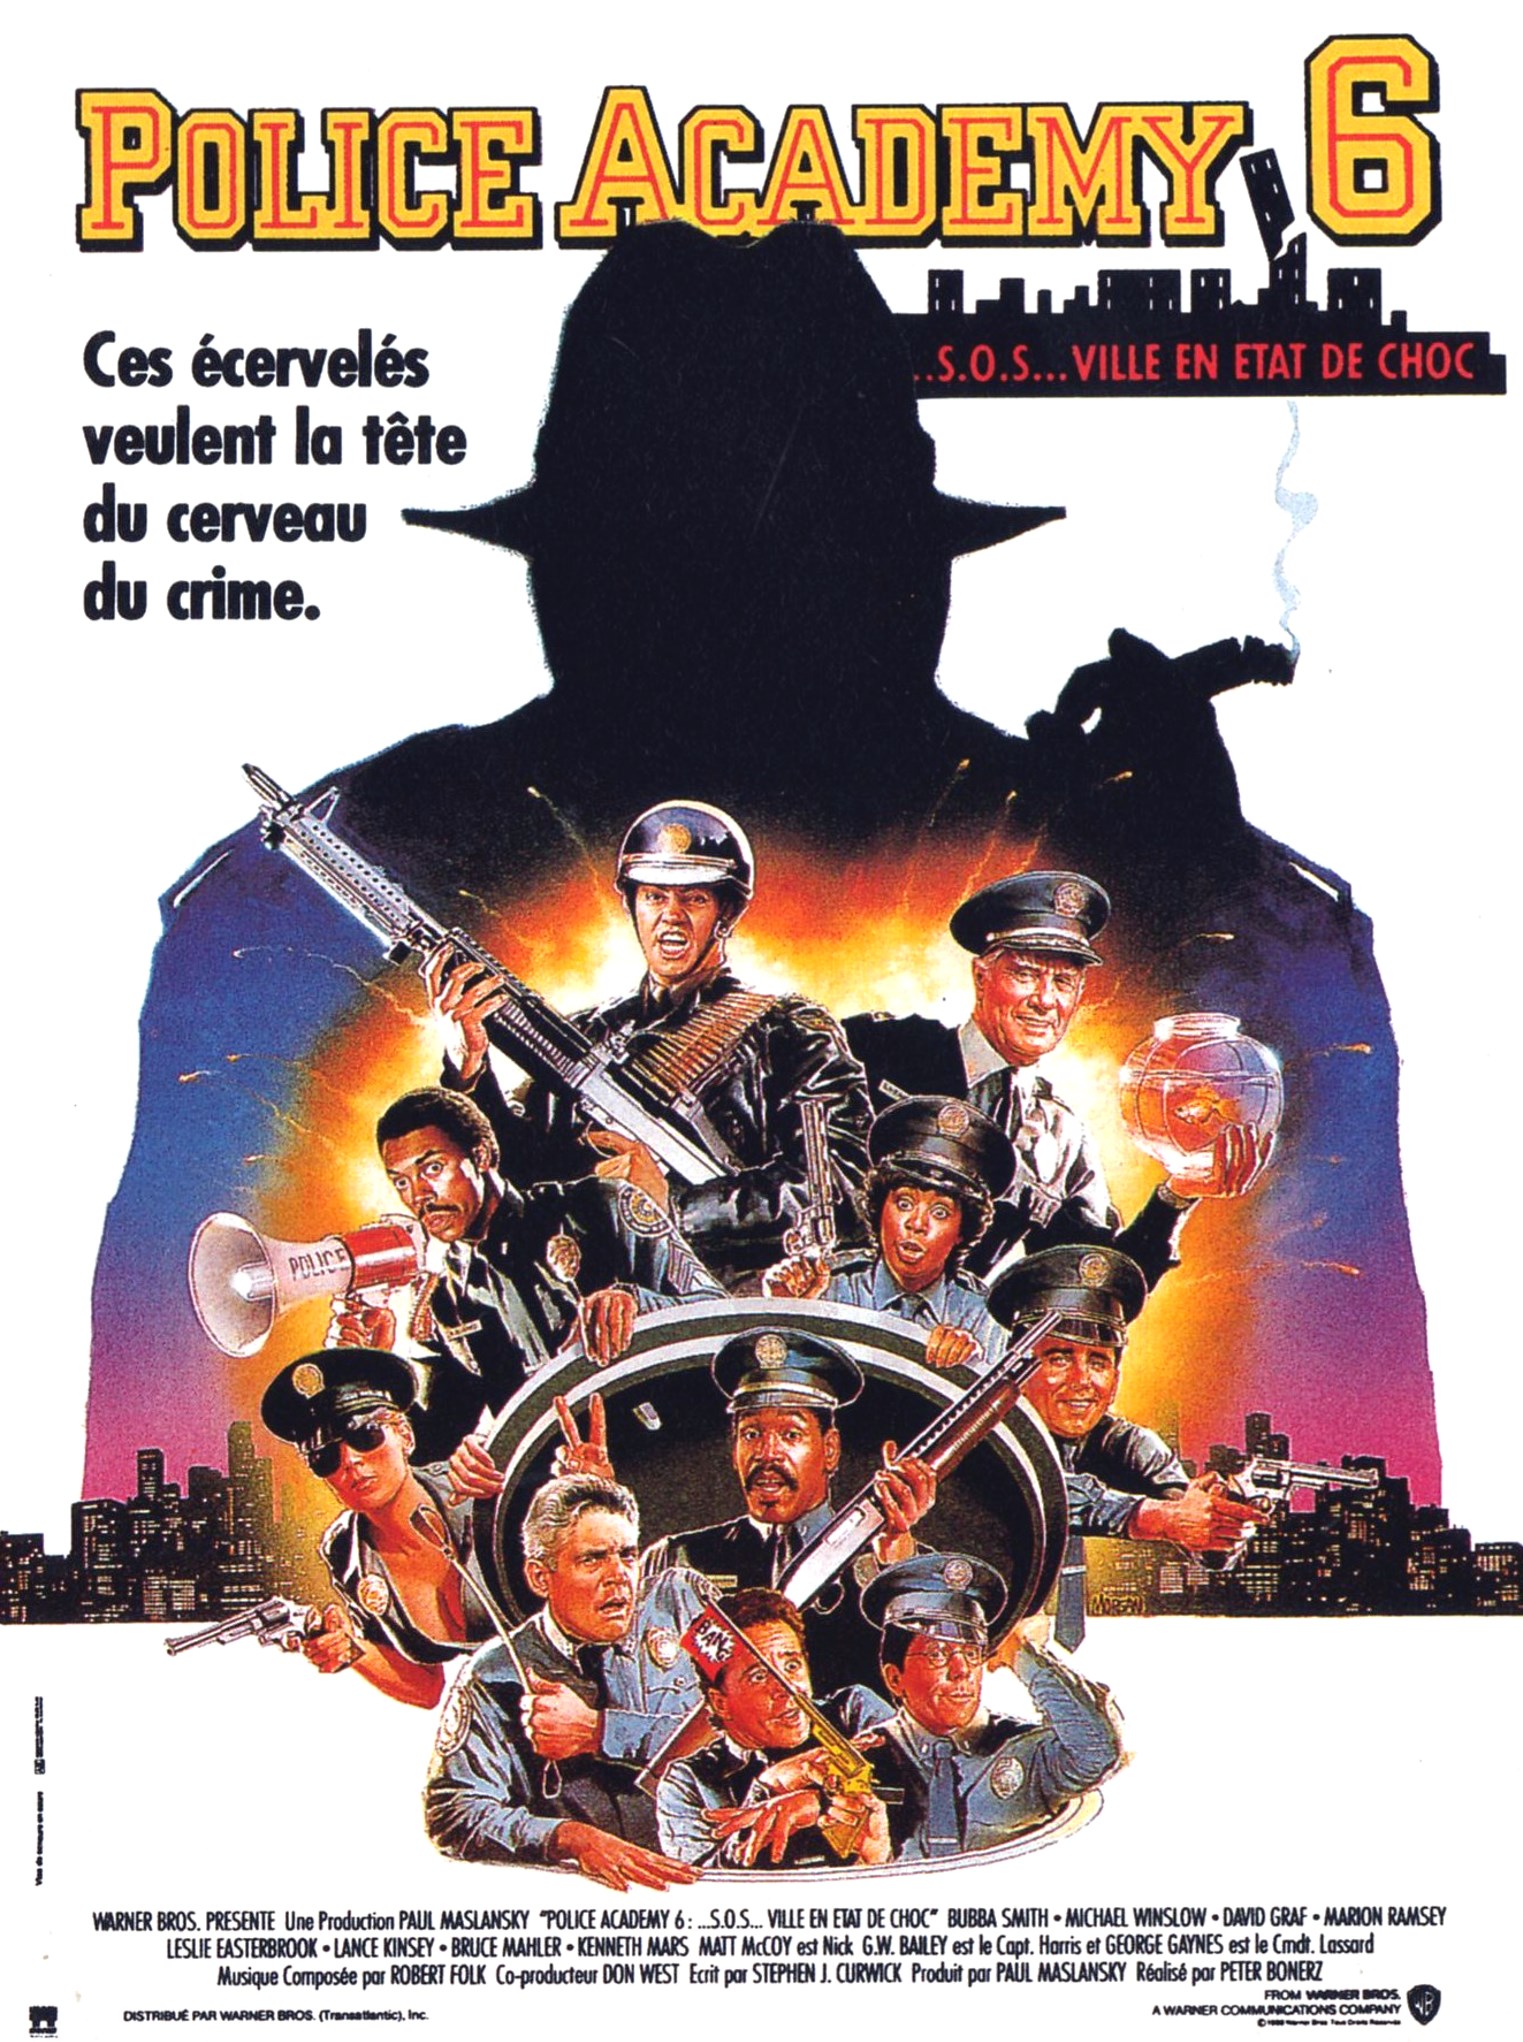 POLICE ACADEMY 6
...S.O.S... VILLE EN ETAT DE CHOC
Ces écervelés
veulent la tête
du cerveau
du crime.
POLICE
BANG!
MORGAN
WARNER BROS. PRESENTE Une Production PAUL MASLANSKY "POLICE ACADEMY 6 : ...S.O.S... VILLE EN ETAT DE CHOC" BUBBA SMITH • MICHAEL WINSLOW • DAVID GRAF • MARION RAMSEY
LESLIE EASTERBROOK • LANCE KINSEY • BRUCE MAHLER • KENNETH MARS MATT McCOY est Nick G.W. BAILEY est le Capt. Harris et GEORGE GAYNES est le Cmdt. Lassard
Musique Composée par ROBERT FOLK Co-producteur DON WEST Ecrit par STEPHEN J. CURWICK Produit par PAUL MASLANSKY Réalisé par PETER BONERZ
FROM WARNER BROS.
A WARNER COMMUNICATIONS COMPANY
DISTRIBUÉ PAR WARNER BROS. (Transatlantic), Inc.
WB